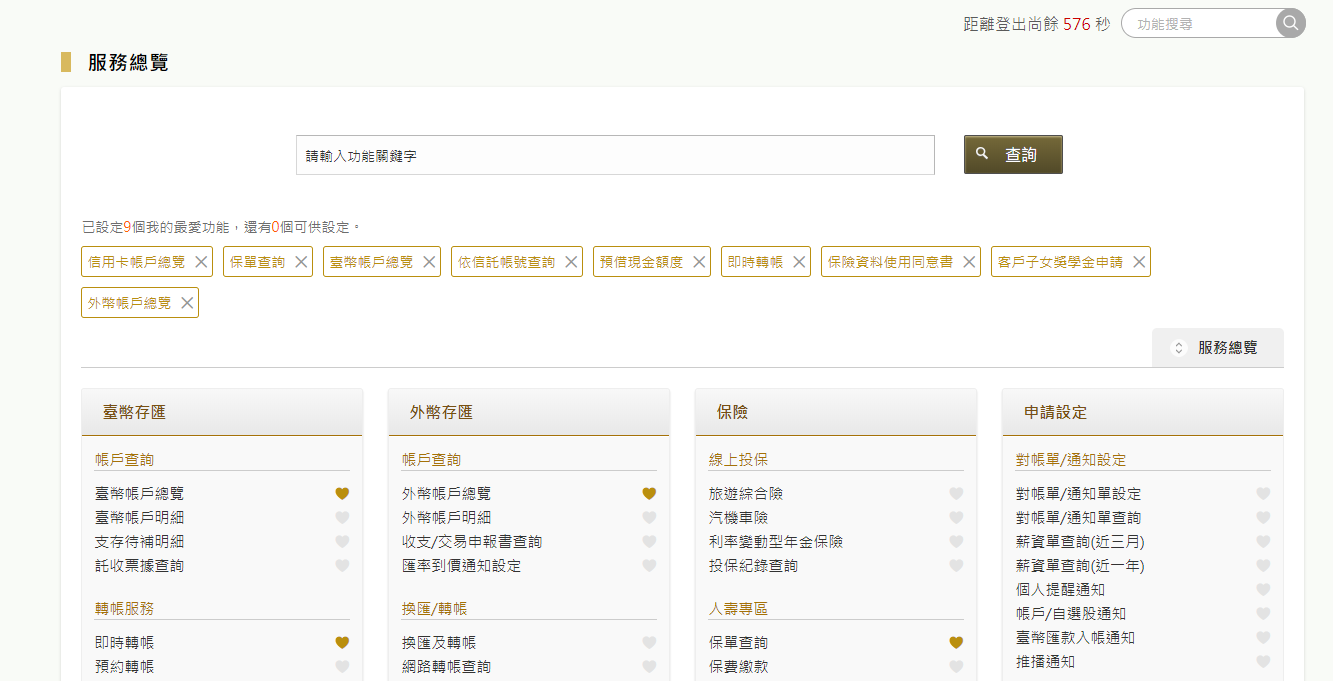 距離登出尚餘 576 秒
功能搜尋
服務總覽
請輸入功能關鍵字
查詢
已設定9個我的最愛功能，還有0個可供設定。
信用卡帳戶總覽
保單查詢
臺幣帳戶總覽
依信託帳號查詢
預借現金額度
即時轉帳
保險資料使用同意書
客戶子女獎學金申請
外幣帳戶總覽
服務總覽
臺幣存匯
帳戶查詢
臺幣帳戶總覽
臺幣帳戶明細
支存待補明細
託收票據查詢
轉帳服務
即時轉帳
預約轉帳
外幣存匯
帳戶查詢
外幣帳戶總覽
外幣帳戶明細
收支/交易申報書查詢
匯率到價通知設定
換匯/轉帳
換匯及轉帳
網路轉帳查詢
保險
線上投保
旅遊綜合險
汽機車險
利率變動型年金保險
投保紀錄查詢
人壽專區
保單查詢
保費繳款
申請設定
對帳單/通知設定
對帳單/通知單設定
對帳單/通知單查詢
薪資單查詢(近三月)
薪資單查詢(近一年)
個人提醒通知
帳戶/自選股通知
臺幣匯款入帳通知
推播通知